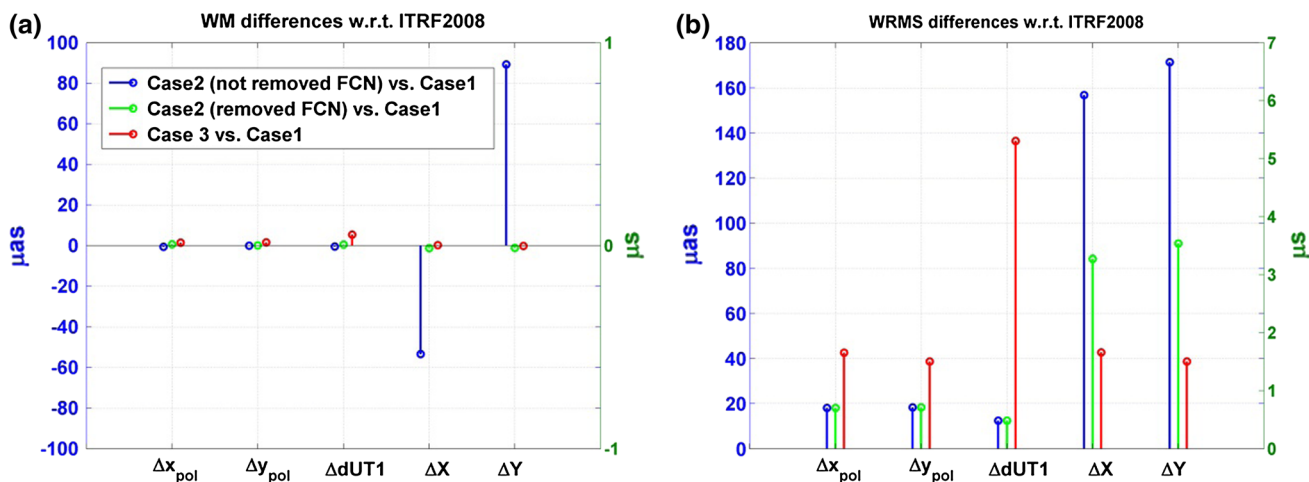 (a)
WM differences w.r.t. ITRF2008
100
80
60
40
20
0
-20
-40
-60
-80
-100
µas
1
0
-1
µs
Case2 (not removed FCN) vs. Case1
Case2 (removed FCN) vs. Case1
Case 3 vs. Case1
Δxpol
Δypol
ΔdUT1
ΔX
ΔY
(b)
WRMS differences w.r.t. ITRF2008
180
160
140
120
100
80
60
40
20
0
µas
7
6
5
4
3
2
1
0
µs
Δxpol
Δypol
ΔdUT1
ΔX
ΔY